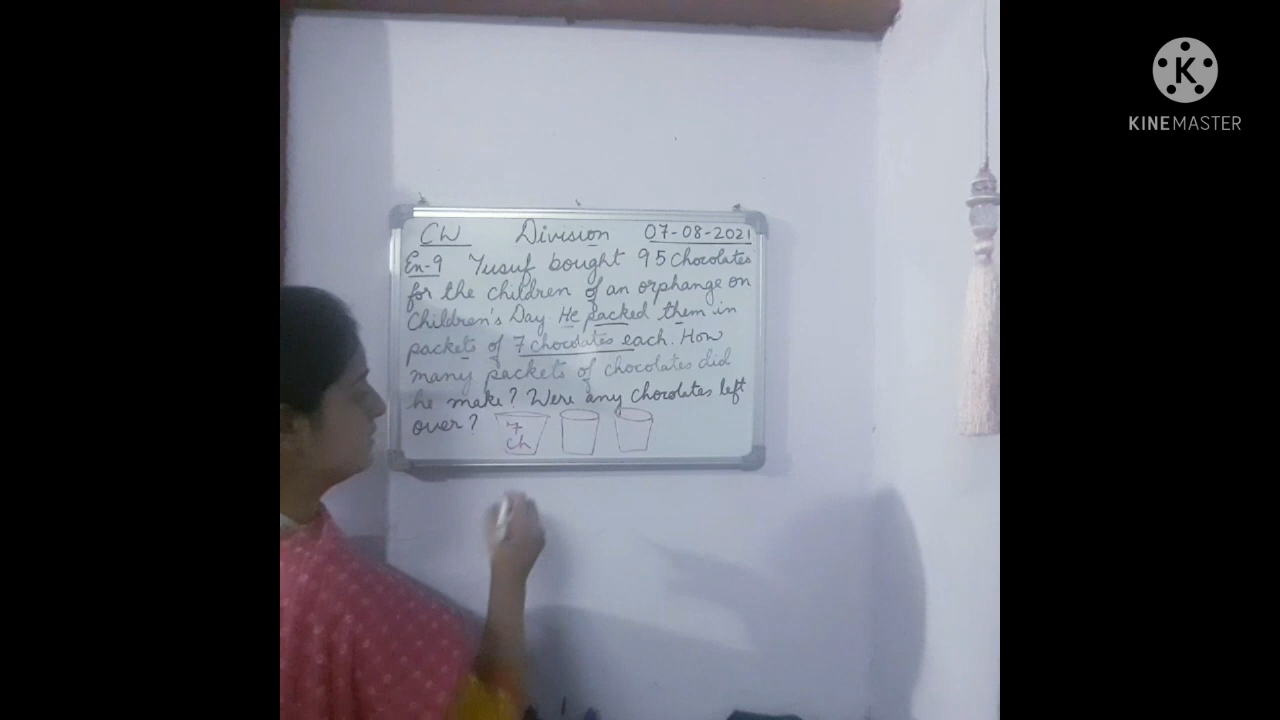 CW Division 07-08-2021
Ex-9 Yusuf bought 95 Chocolates
for the children of an orphange on
Children's Day. He packed them in
packets of 7 chocolates each. How
many packets of chocolates did
he make? Were any chocolates left
over?
7
ch
K
KINEMASTER